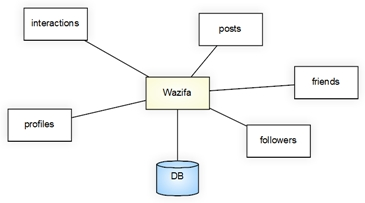 interactions
posts
Wazifa
friends
profiles
followers
DB